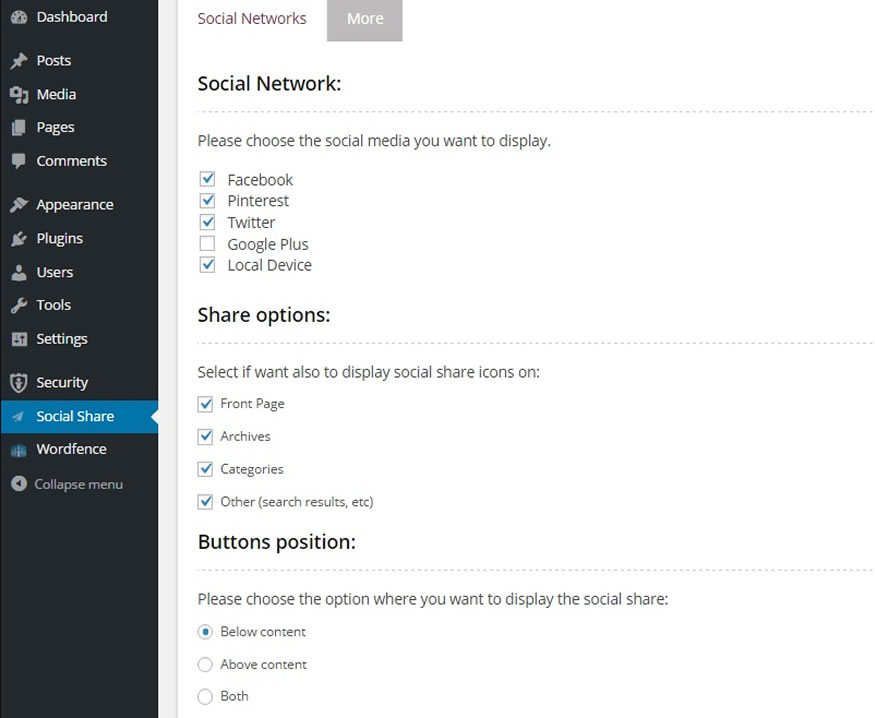 Dashboard
Posts
Media
Pages
Comments
Appearance
Plugins
Users
Tools
Settings
Security
Social Share
Wordfence
Collapse menu
Social Networks
More
Social Network:
Please choose the social media you want to display.
Facebook
Pinterest
Twitter
Google Plus
Local Device
Share options:
Select if want also to display social share icons on:
Front Page
Archives
Categories
Other (search results, etc)
Buttons position:
Please choose the option where you want to display the social share:
Below content
Above content
Both